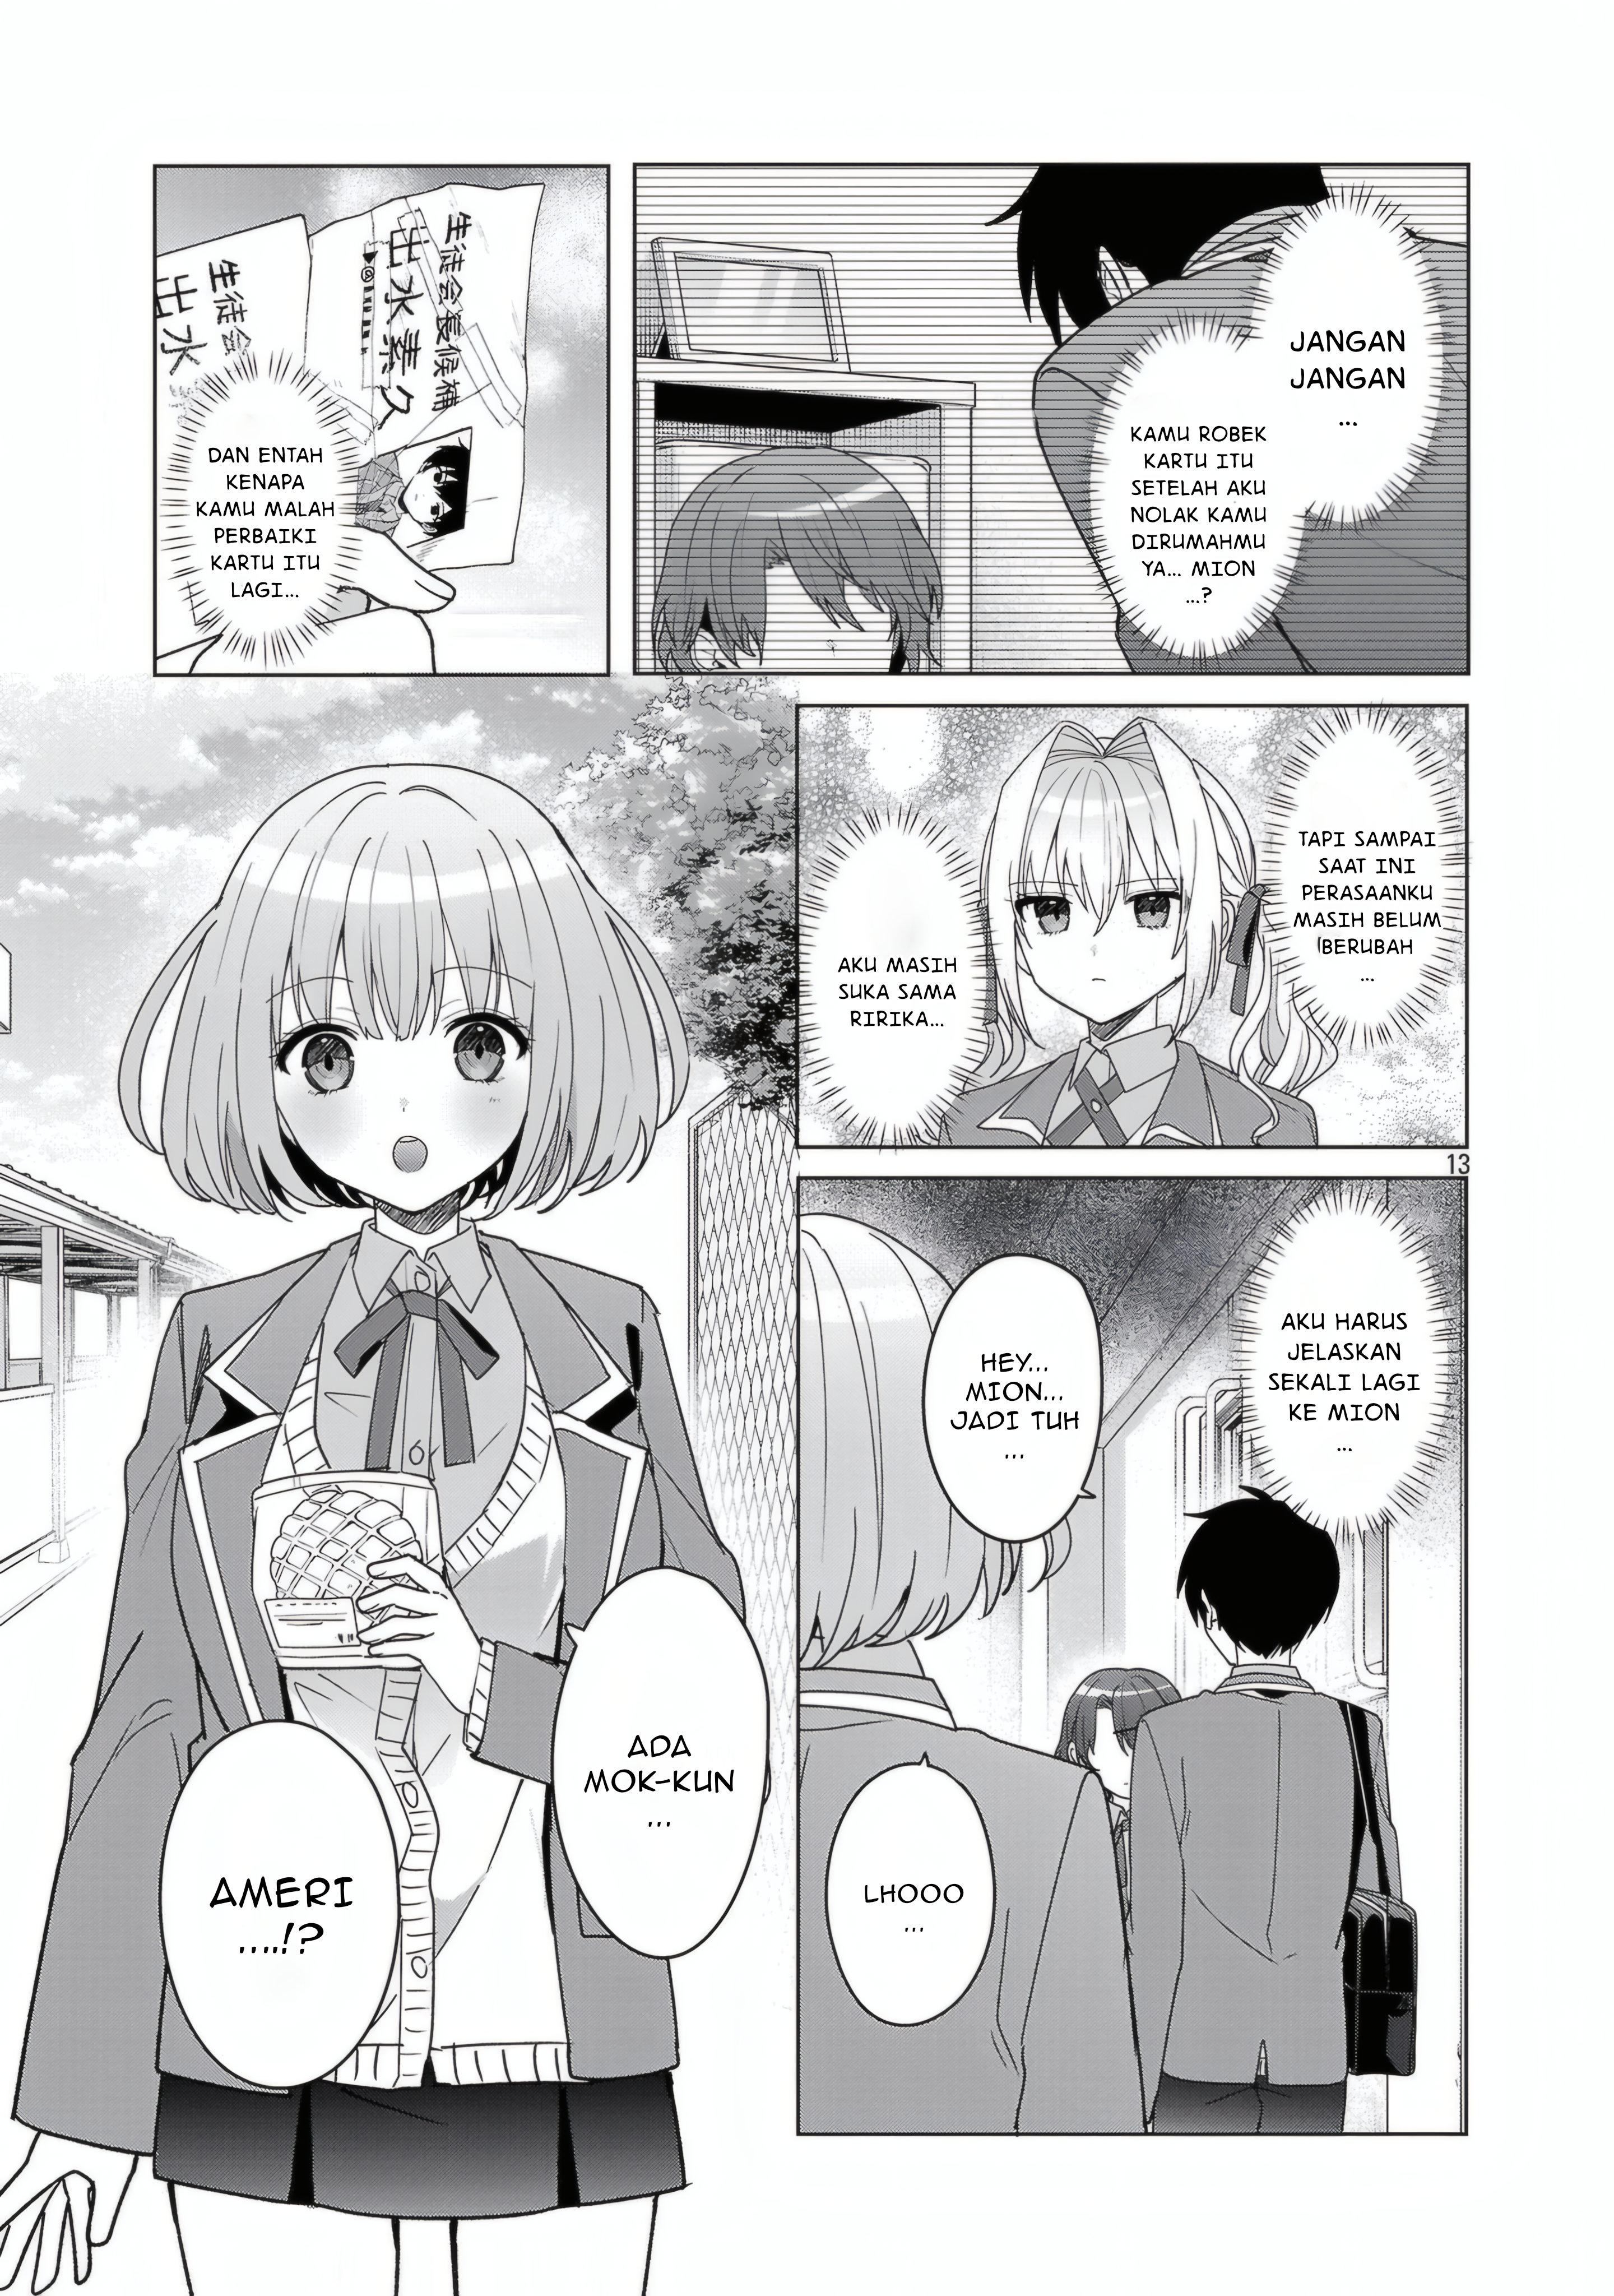 JANGAN
JANGAN
...
KAMU ROBEK
KARTU ITU
SETELAH AKU
NOLAK KAMU
DIRUMAHMU
YA... MION
...?
生徒会長候補
出水素久
生徒会
出水
DAN ENTAH
KENAPA
KAMU MALAH
PERBAIKI
KARTU ITU
LAGI...
TAPI SAMPAI
SAAT INI
PERASAANKU
MASIH BELUM
BERUBAH
...
AKU MASIH
SUKA SAMA
RIRIKA...
13
AKU HARUS
JELASKAN
SEKALI LAGI
KE MION
...
HEY...
MION...
JADI TUH
...
LHOOO
...
ADA
MOK-KUN
...
AMERI
....!?